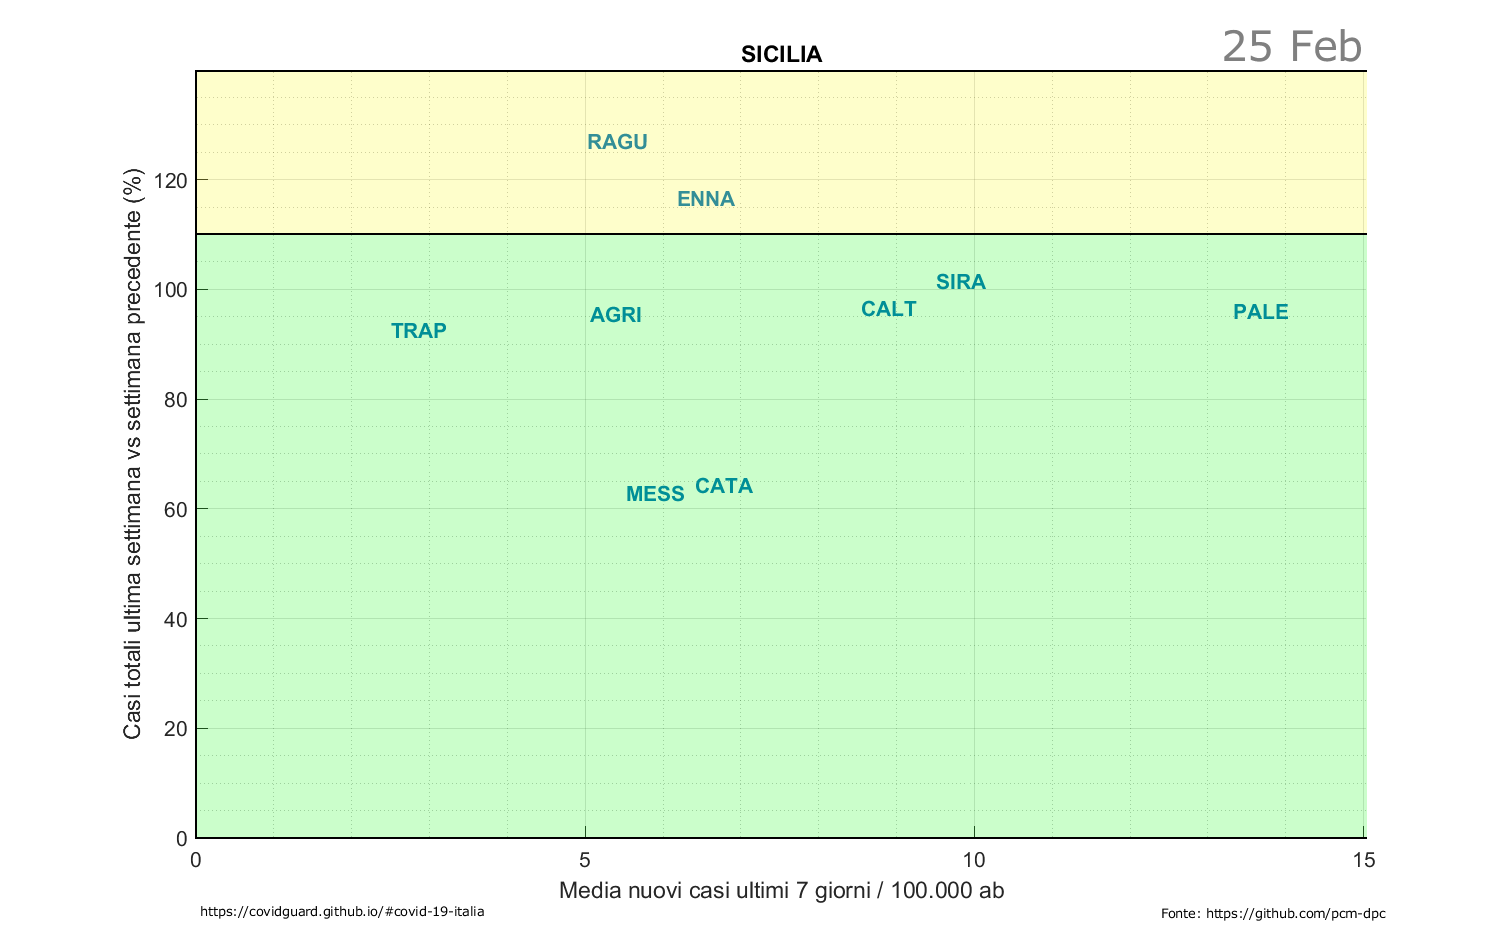 25 Feb
SICILIA
Casi totali ultima settimana vs settimana precedente (%)
120
100
80
60
40
20
0
RAGU
ENNA
SIRA
CALT
PALE
AGRI
TRAP
CATA
MESS
0
5
10
15
Media nuovi casi ultimi 7 giorni / 100.000 ab
https://covidguard.github.io/#covid-19-italia
Fonte: https://github.com/pcm-dpc